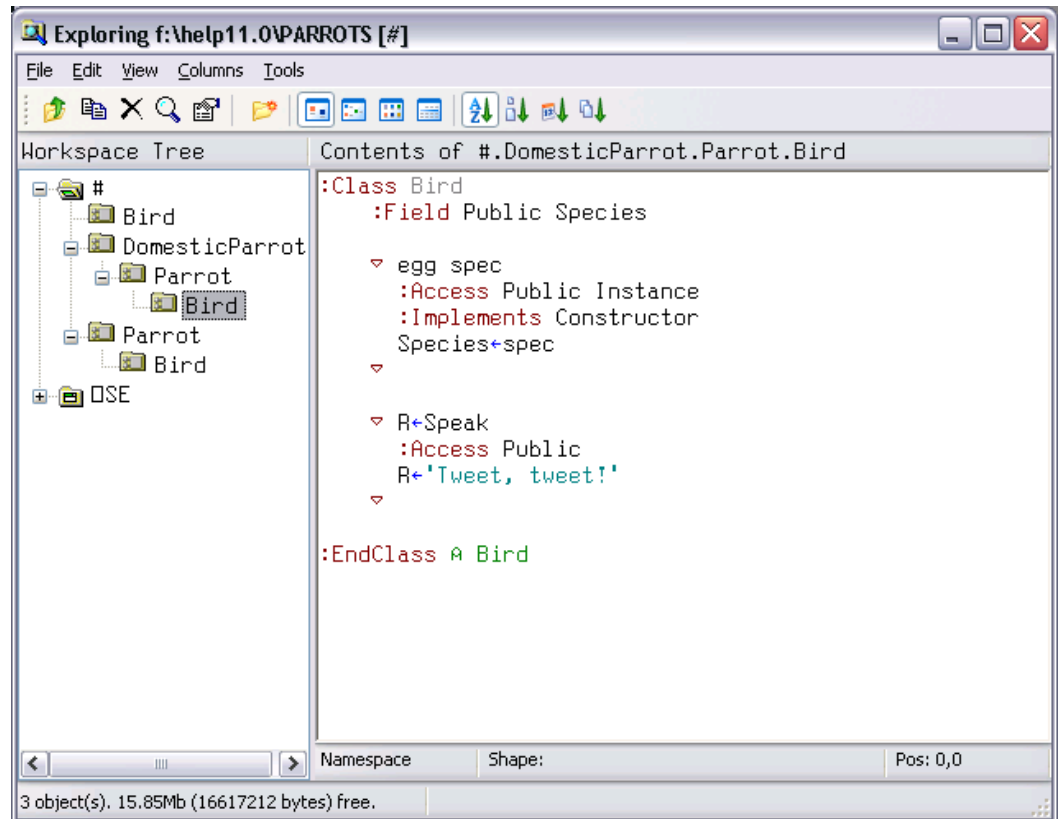 Exploring f:\help11.0\PARROTS [#]
File Edit View Columns Tools
Workspace Tree
Contents of #.DomesticParrot.Parrot.Bird
#
Bird
DomesticParrot
Parrot
Bird
Parrot
Bird
⎕SE
:Class Bird
:Field Public Species
∇ egg spec
:Access Public Instance
:Implements Constructor
Species←spec
∇
∇ R←Speak
:Access Public
R←'Tweet, tweet!'
∇
:EndClass ⍝ Bird
Namespace Shape: Pos: 0,0
3 object(s). 15.85Mb (16617212 bytes) free.